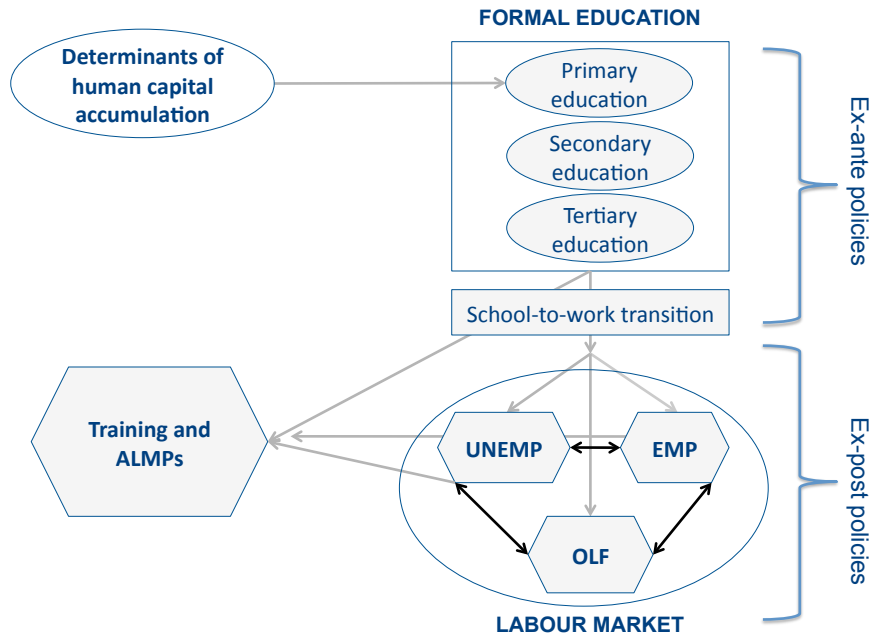 FORMAL EDUCATION
Determinants of
human capital
accumulation
Primary
education
Secondary
education
Tertiary
education
Ex-ante policies
School-to-work transition
Training and
ALMPs
UNEMP
EMP
OLF
Ex-post policies
LABOUR MARKET